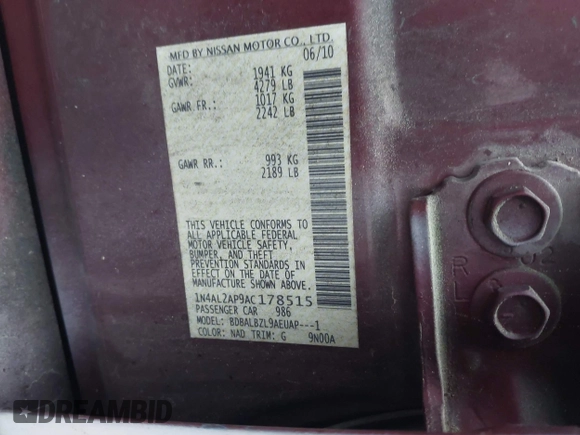 MFD BY NISSAN MOTOR CO., LTD.
DATE: 06/10
GVWR: 1941 KG
4279 LB
GAWR FR.: 1017 KG
2242 LB
GAWR RR.: 993 KG
2189 LB
THIS VEHICLE CONFORMS TO
ALL APPLICABLE FEDERAL
MOTOR VEHICLE SAFETY,
BUMPER, AND THEFT
PREVENTION STANDARDS IN
EFFECT ON THE DATE OF
MANUFACTURE SHOWN ABOVE.
1N4AL2AP9AC178515
PASSENGER CAR 986
MODEL: BDBALBZL9AEUAP---1
COLOR: NAD TRIM: G 9N00A
R 02
L
DREAMBID